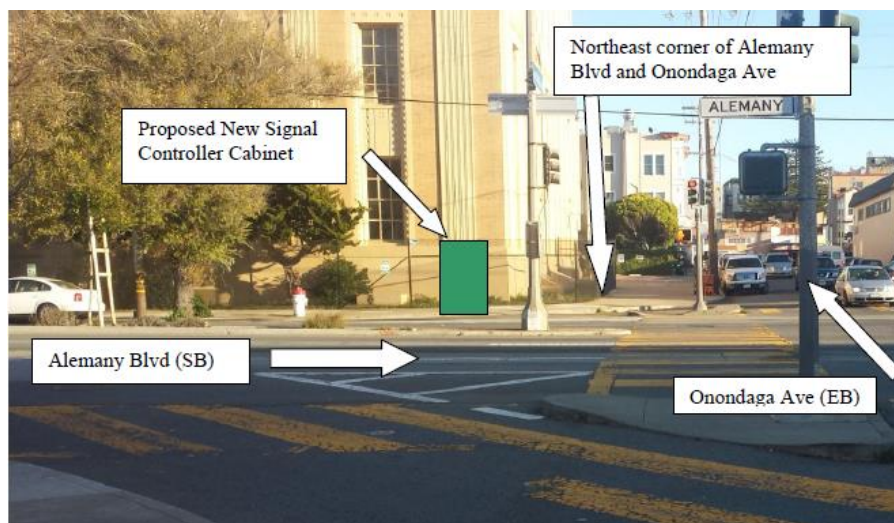 Northeast corner of Alemany
Blvd and Onondaga Ave
ALEMANY
Proposed New Signal
Controller Cabinet
Alemany Blvd (SB)
Onondaga Ave (EB)